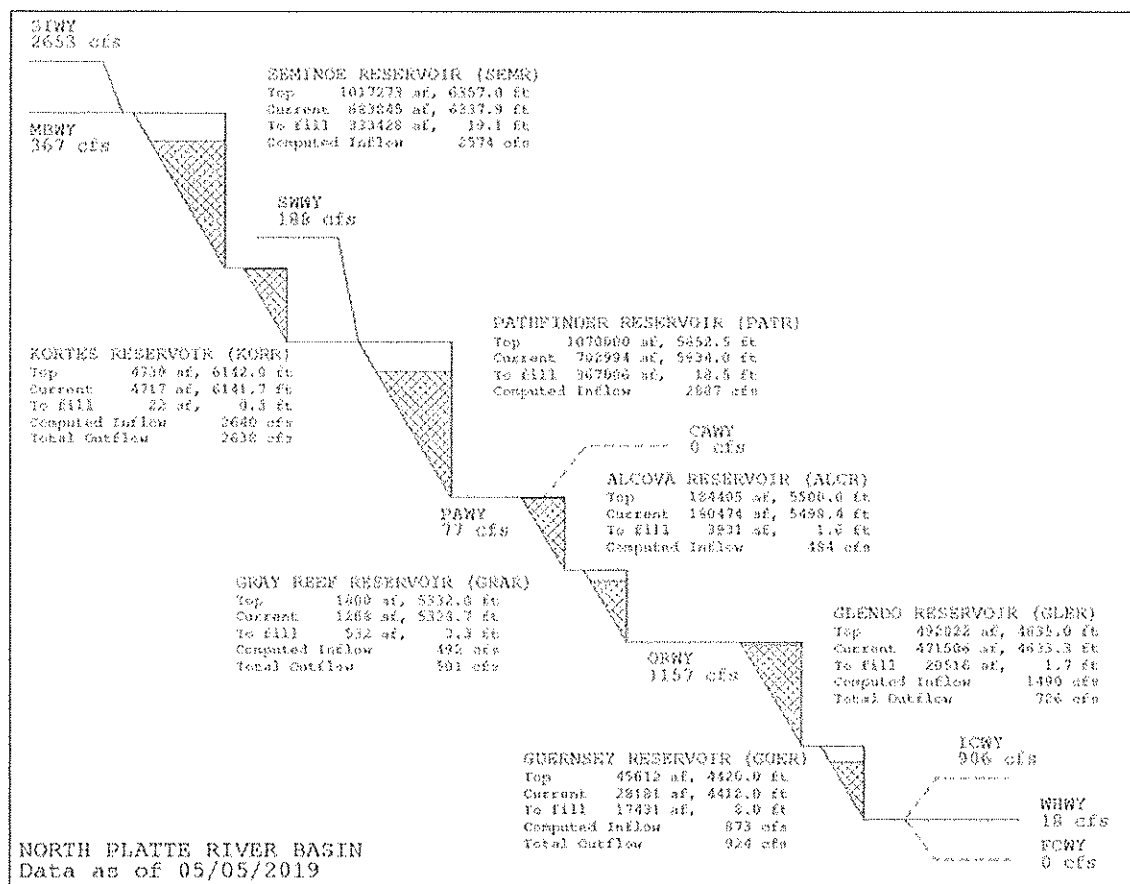 SIWY
2653 cfs
SEMINOE RESERVOIR (SEMR)
Top 1017273 af, 6357.0 ft
Current 683845 af, 6337.9 ft
To fill 333428 af, 19.1 ft
Computed Inflow 2574 cfs
MBWY
367 cfs
SWWY
188 cfs
PATHFINDER RESERVOIR (PATR)
Top 1070000 af, 5852.5 ft
Current 702994 af, 5834.0 ft
To fill 367006 af, 18.5 ft
Computed Inflow 2887 cfs
KORTES RESERVOIR (KORR)
Top 4739 af, 6142.0 ft
Current 4717 af, 6141.7 ft
To fill 22 af, 0.3 ft
Computed Inflow 2640 cfs
Total Outflow 2638 cfs
CAWY
0 cfs
ALCOVA RESERVOIR (ALCR)
Top 184405 af, 5500.0 ft
Current 180474 af, 5498.4 ft
To fill 3931 af, 1.6 ft
Computed Inflow 484 cfs
PAWY
77 cfs
GRAY REEF RESERVOIR (GRAR)
Top 1800 af, 5332.0 ft
Current 1268 af, 5328.7 ft
To fill 532 af, 3.3 ft
Computed Inflow 492 cfs
Total Outflow 501 cfs
GLENDO RESERVOIR (GLER)
Top 492022 af, 4635.0 ft
Current 471506 af, 4633.3 ft
To fill 20516 af, 1.7 ft
Computed Inflow 1490 cfs
Total Outflow 726 cfs
ORWY
1157 cfs
GUERNSEY RESERVOIR (GUER)
Top 45612 af, 4420.0 ft
Current 28181 af, 4412.0 ft
To fill 17431 af, 8.0 ft
Computed Inflow 873 cfs
Total Outflow 924 cfs
ICWY
906 cfs
WHWY
18 cfs
FCWY
0 cfs
NORTH PLATTE RIVER BASIN
Data as of 05/05/2019